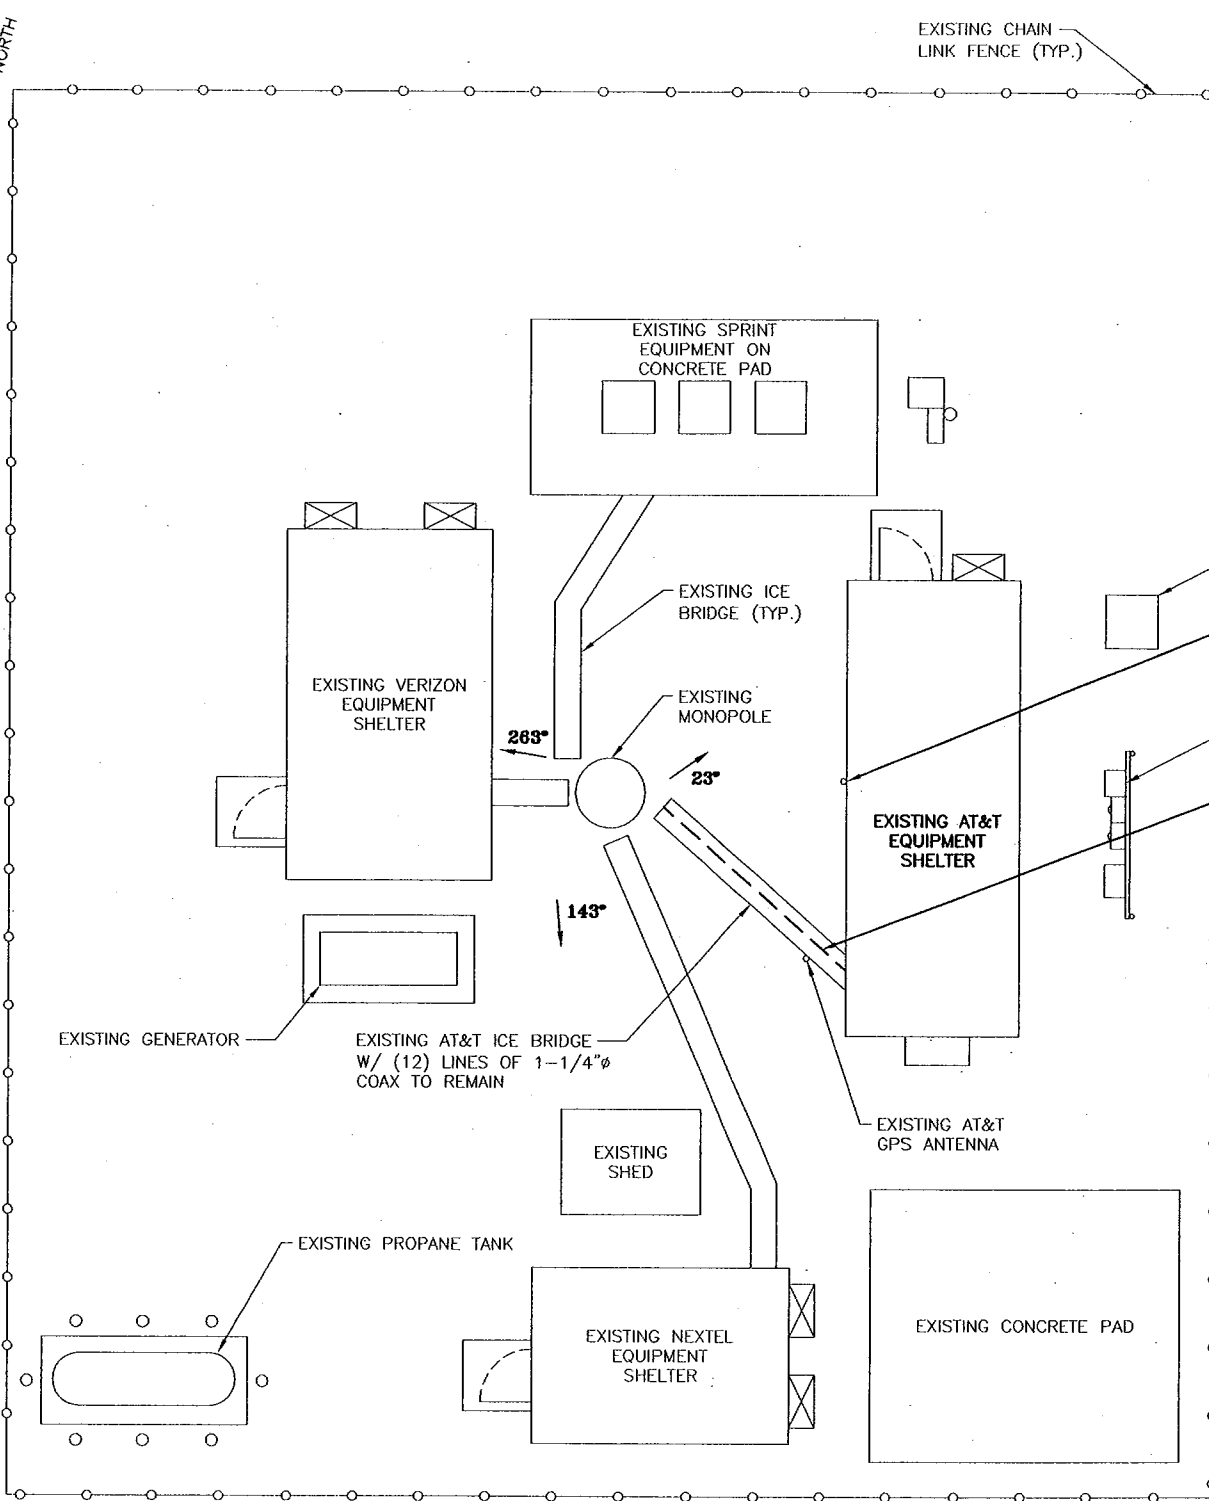 NORTH
EXISTING CHAIN
LINK FENCE (TYP.)
EXISTING SPRINT
EQUIPMENT ON
CONCRETE PAD
EXISTING ICE
BRIDGE (TYP.)
EXISTING VERIZON
EQUIPMENT
SHELTER
EXISTING
MONOPOLE
263°
23°
EXISTING AT&T
EQUIPMENT
SHELTER
143°
EXISTING GENERATOR
EXISTING AT&T ICE BRIDGE
W/ (12) LINES OF 1-1/4"ø
COAX TO REMAIN
EXISTING AT&T
GPS ANTENNA
EXISTING
SHED
EXISTING PROPANE TANK
EXISTING NEXTEL
EQUIPMENT
SHELTER
EXISTING CONCRETE PAD